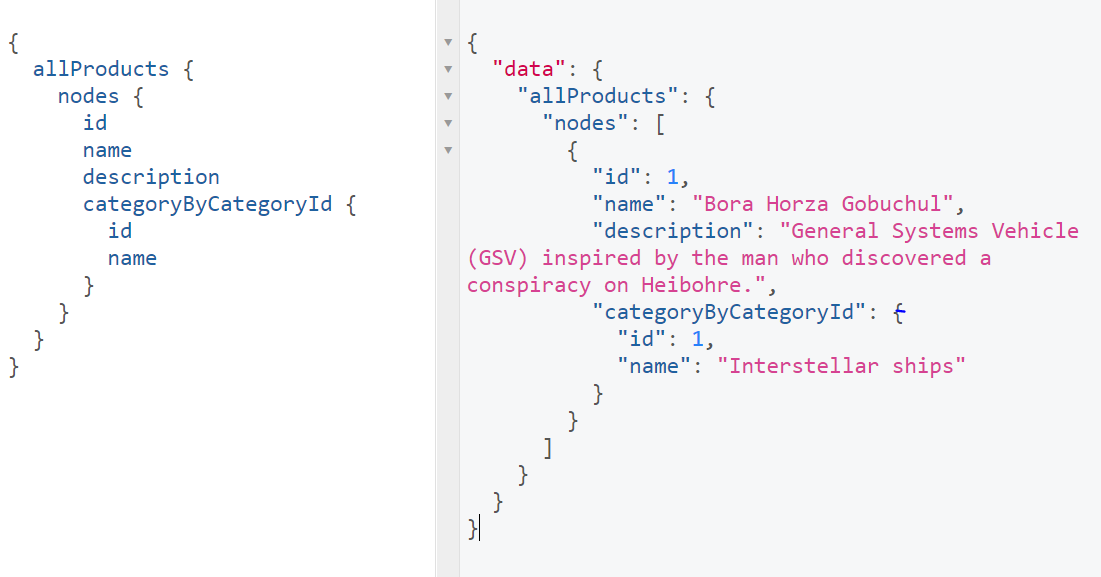 {
  allProducts {
    nodes {
      id
      name
      description
      categoryByCategoryId {
        id
        name
      }
    }
  }
}
{
  "data": {
    "allProducts": {
      "nodes": [
        {
          "id": 1,
          "name": "Bora Horza Gobuchul",
          "description": "General Systems Vehicle
(GSV) inspired by the man who discovered a
conspiracy on Heibohre.",
          "categoryByCategoryId": {
            "id": 1,
            "name": "Interstellar ships"
          }
        }
      ]
    }
  }
}